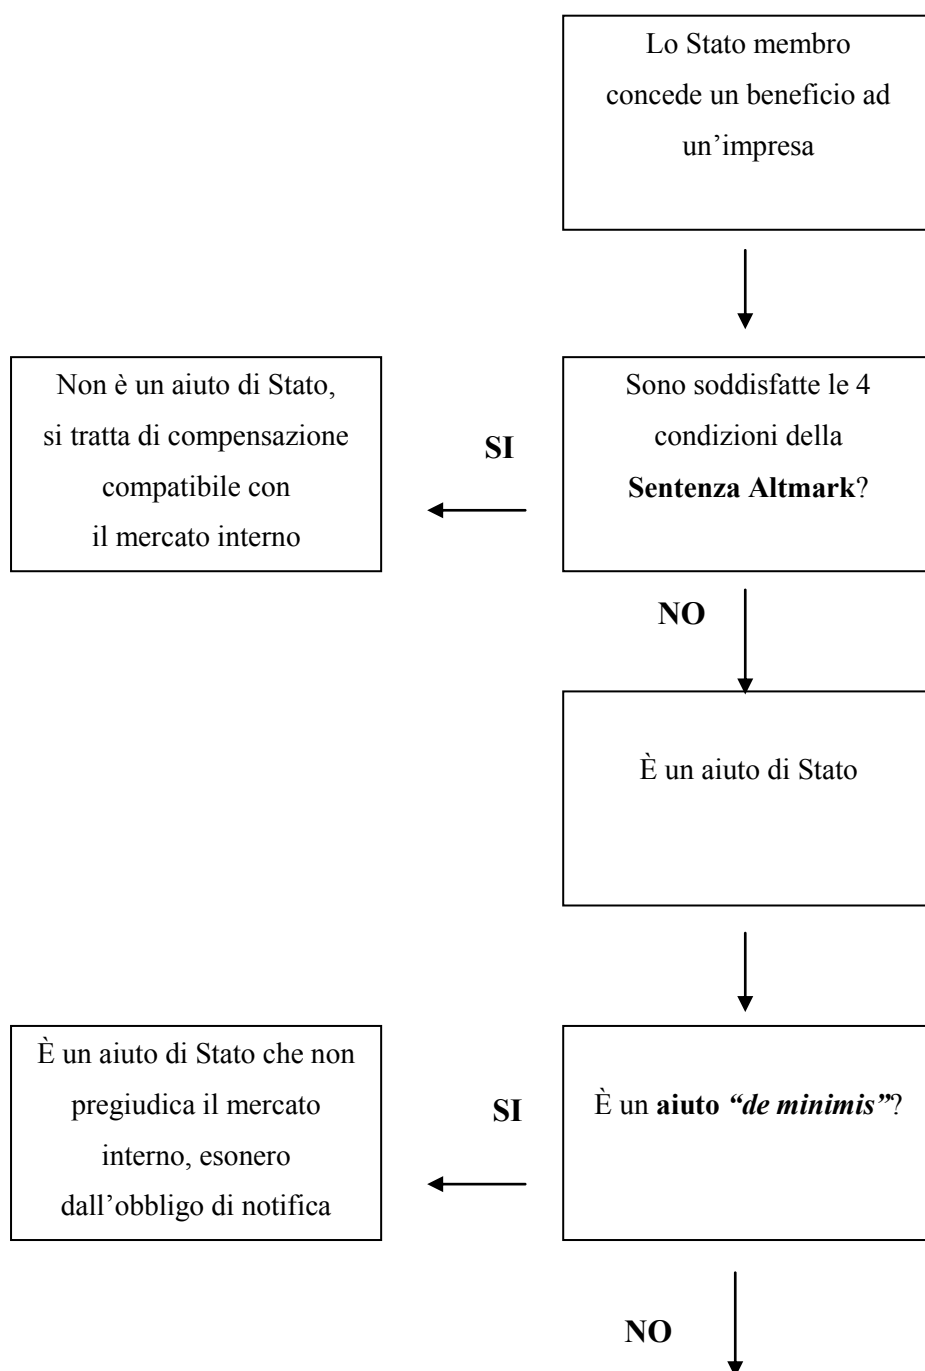 Lo Stato membro
concede un beneficio ad
un’impresa
Non è un aiuto di Stato,
si tratta di compensazione
compatibile con
il mercato interno
SI
Sono soddisfatte le 4
condizioni della
Sentenza Altmark?
NO
È un aiuto di Stato
È un aiuto di Stato che non
pregiudica il mercato
interno, esonero
dall’obbligo di notifica
SI
È un aiuto “de minimis”?
NO